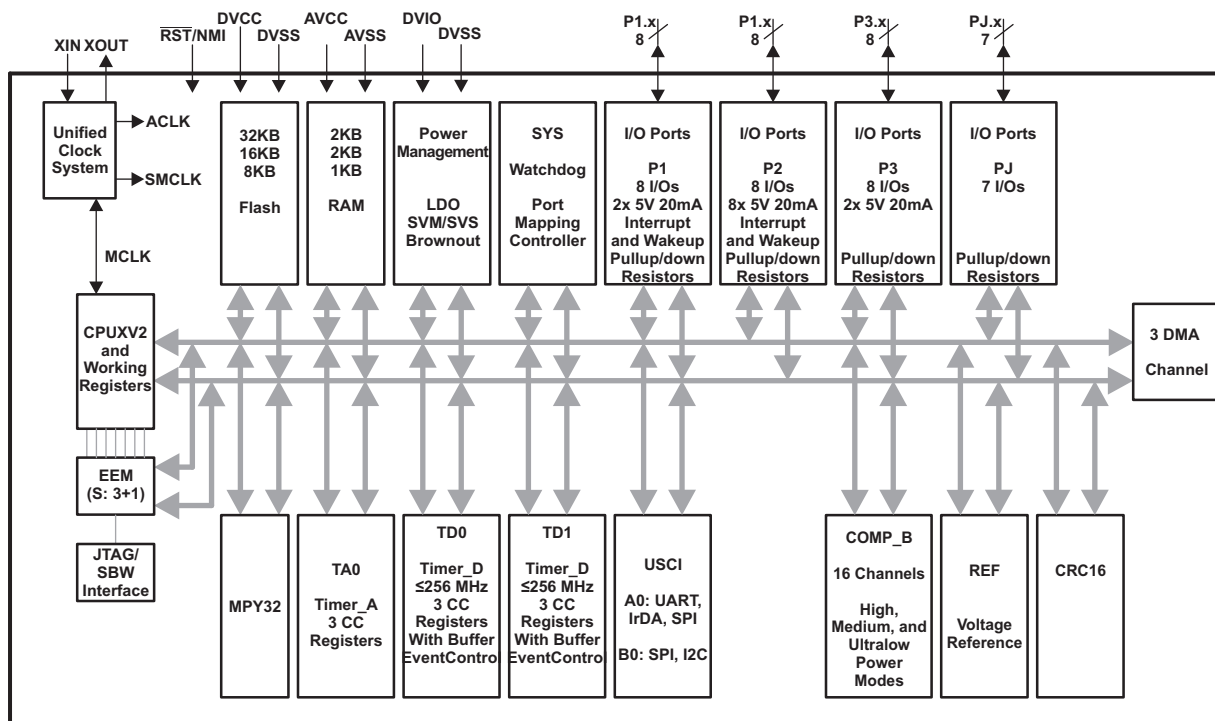 XIN XOUT
RST/NMI
DVCC
DVSS
AVCC
AVSS
DVIO
DVSS
P1.x
8
P1.x
8
P3.x
8
PJ.x
7
Unified
Clock
System
ACLK
SMCLK
MCLK
32KB
16KB
8KB
Flash
2KB
2KB
1KB
RAM
Power
Management
LDO
SVM/SVS
Brownout
SYS
Watchdog
Port
Mapping
Controller
I/O Ports
P1
8 I/Os
2x 5V 20mA
Interrupt
and Wakeup
Pullup/down
Resistors
I/O Ports
P2
8 I/Os
8x 5V 20mA
Interrupt
and Wakeup
Pullup/down
Resistors
I/O Ports
P3
8 I/Os
2x 5V 20mA
Pullup/down
Resistors
I/O Ports
PJ
7 I/Os
Pullup/down
Resistors
CPUXV2
and
Working
Registers
3 DMA
Channel
EEM
(S: 3+1)
JTAG/
SBW
Interface
MPY32
TA0
Timer_A
3 CC
Registers
TD0
Timer_D
≤256 MHz
3 CC
Registers
With Buffer
EventControl
TD1
Timer_D
≤256 MHz
3 CC
Registers
With Buffer
EventControl
USCI
A0: UART,
IrDA, SPI
B0: SPI, I2C
COMP_B
16 Channels
High,
Medium, and
Ultralow
Power
Modes
REF
Voltage
Reference
CRC16